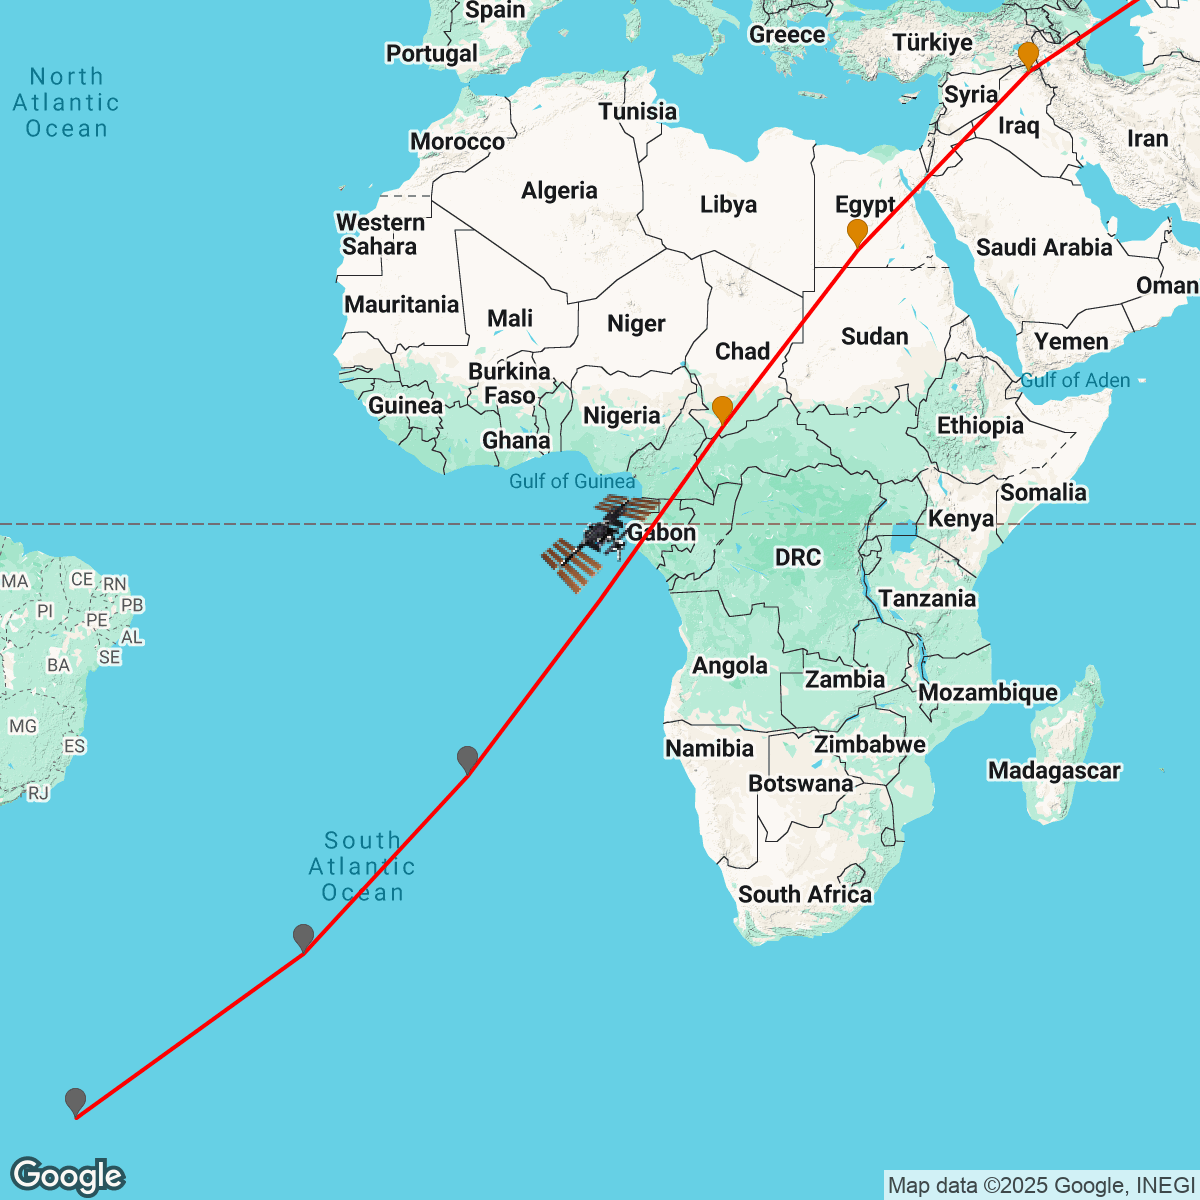 Spain
Portugal
Greece
Türkiye
North
Atlantic
Ocean
Syria
Iraq
Iran
Tunisia
Morocco
Algeria
Libya
Egypt
Western
Sahara
Saudi Arabia
Oman
Mauritania
Mali
Niger
Chad
Sudan
Yemen
Burkina
Faso
Gulf of Aden
Guinea
Nigeria
Ethiopia
Ghana
Gulf of Guinea
Somalia
Kenya
Gabon
DRC
MA
CE
RN
PI
PB
PE
AL
SE
BA
Tanzania
Angola
Zambia
Mozambique
MG
ES
RJ
Namibia
Zimbabwe
Botswana
Madagascar
South
Atlantic
Ocean
South Africa
Google
Map data ©2025 Google, INEGI